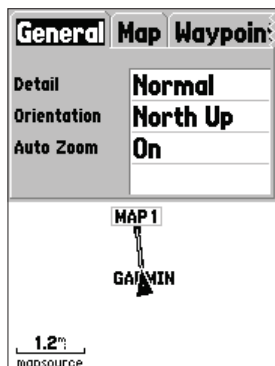 General Map Waypoin
Detail Normal
Orientation North Up
Auto Zoom On
MAP 1
GARMIN
1.2m
mapsource